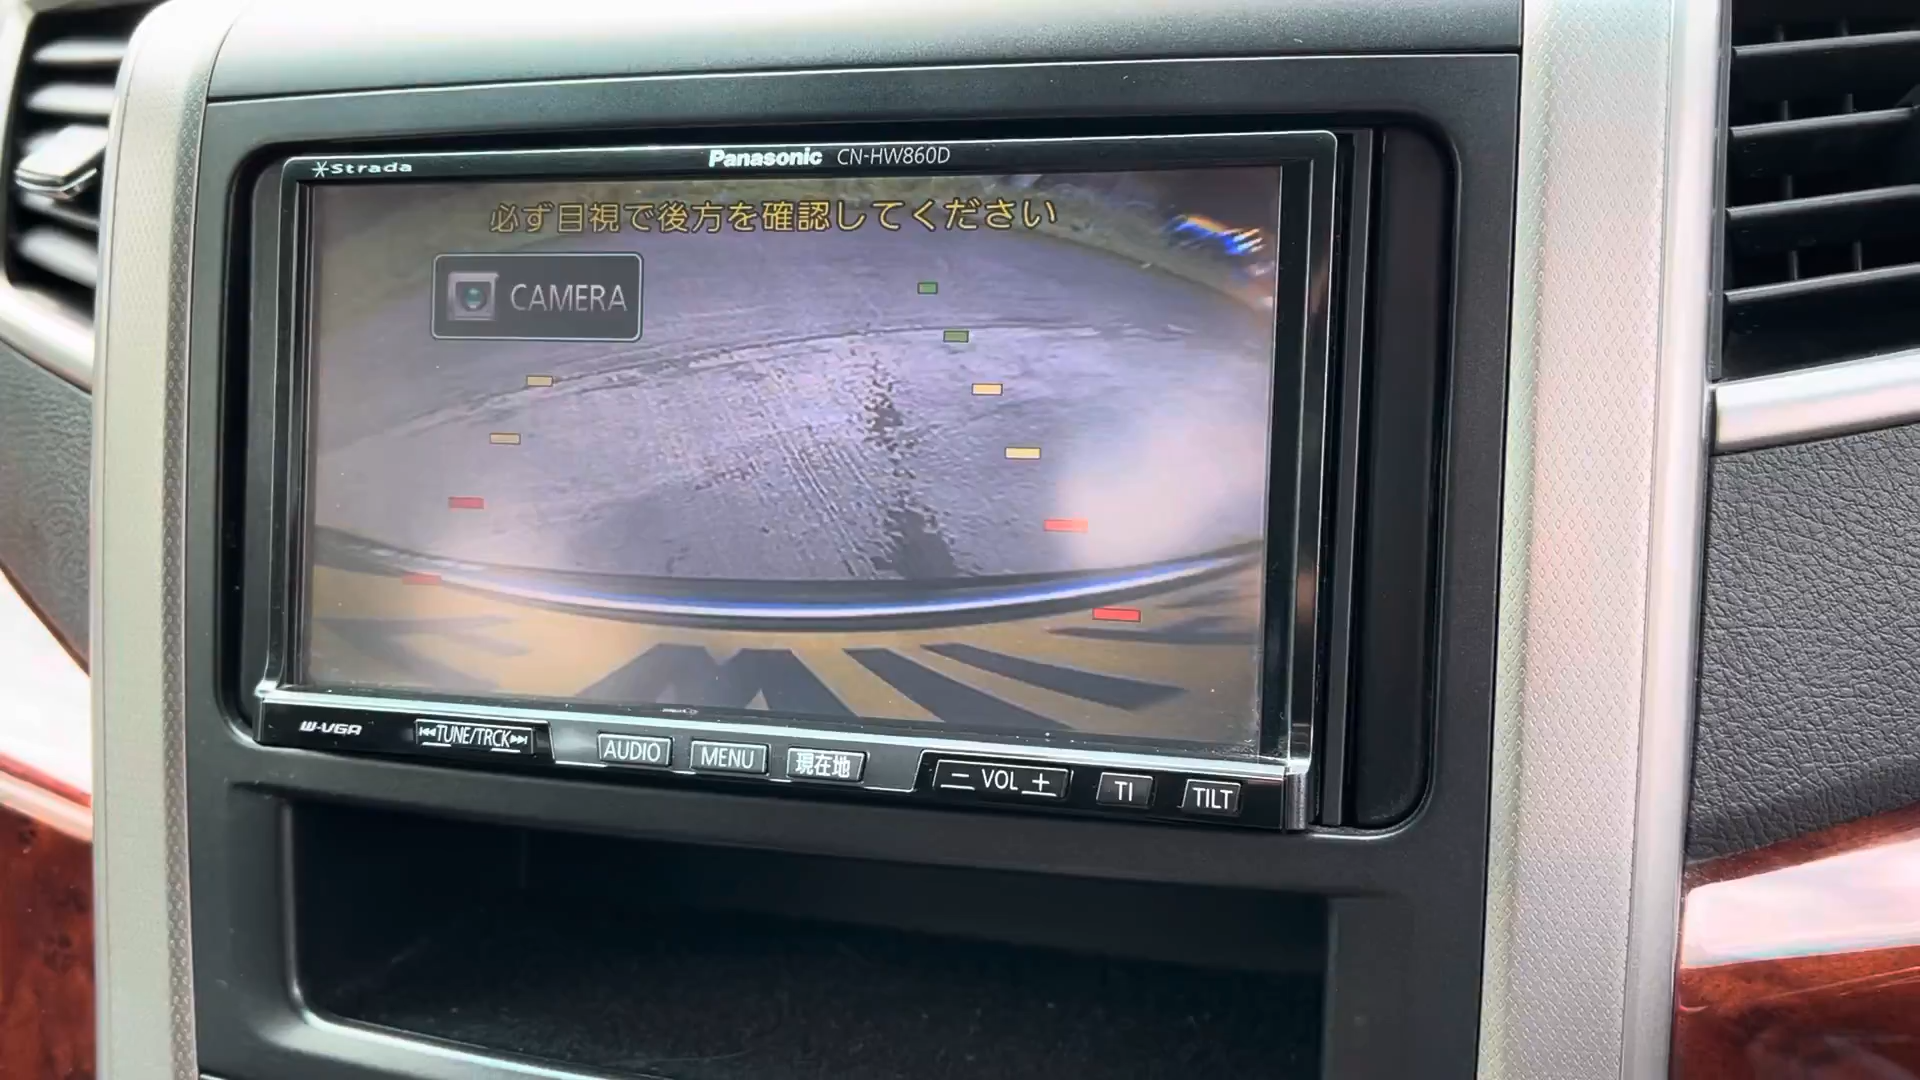 Strada
Panasonic CN-HW860D
必ず目視で後方を確認してください
CAMERA
W-VGA
TUNE/TRCK
AUDIO
MENU
現在地
− VOL +
TI
TILT